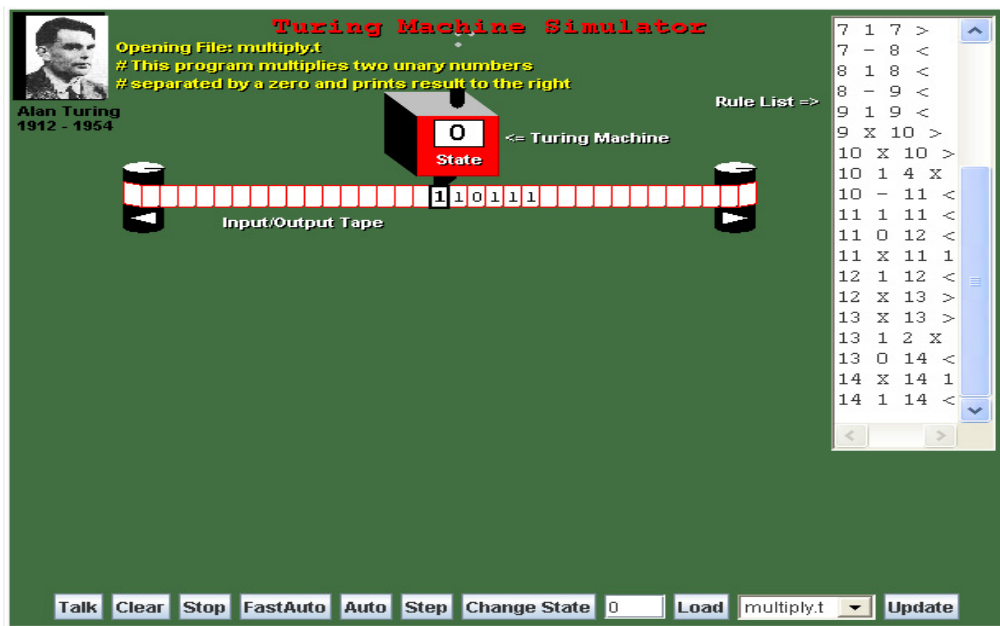 Turing Machine Simulator
Opening File: multiply.t
# This program multiplies two unary numbers
# separated by a zero and prints result to the right
Alan Turing
1912 - 1954
0
State
<= Turing Machine
Rule List =>
1 1 0 1 1 1
Input/Output Tape
7 1 7 >
7 - 8 <
8 1 8 <
8 - 9 <
9 1 9 <
9 X 10 >
10 X 10 >
10 1 4 X
10 - 11 <
11 1 11 <
11 0 12 <
11 X 11 1
12 1 12 <
12 X 13 >
13 X 13 >
13 1 2 X
13 0 14 <
14 X 14 1
14 1 14 <
Talk Clear Stop FastAuto Auto Step Change State 0 Load multiply.t Update